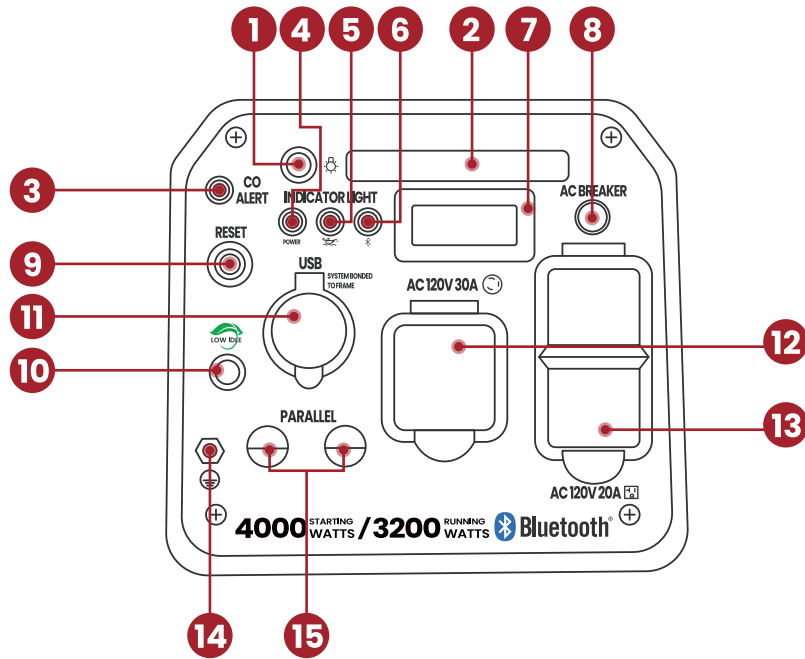 1 4 5 6 2 7 8
3
CO
ALERT
INDICATOR LIGHT
AC BREAKER
POWER
RESET
9
USB
SYSTEM BONDED
TO FRAME
AC 120V 30A
11
LOW IDLE
12
10
PARALLEL
13
AC 120V 20A
4000 STARTING WATTS / 3200 RUNNING WATTS Bluetooth®
14 15